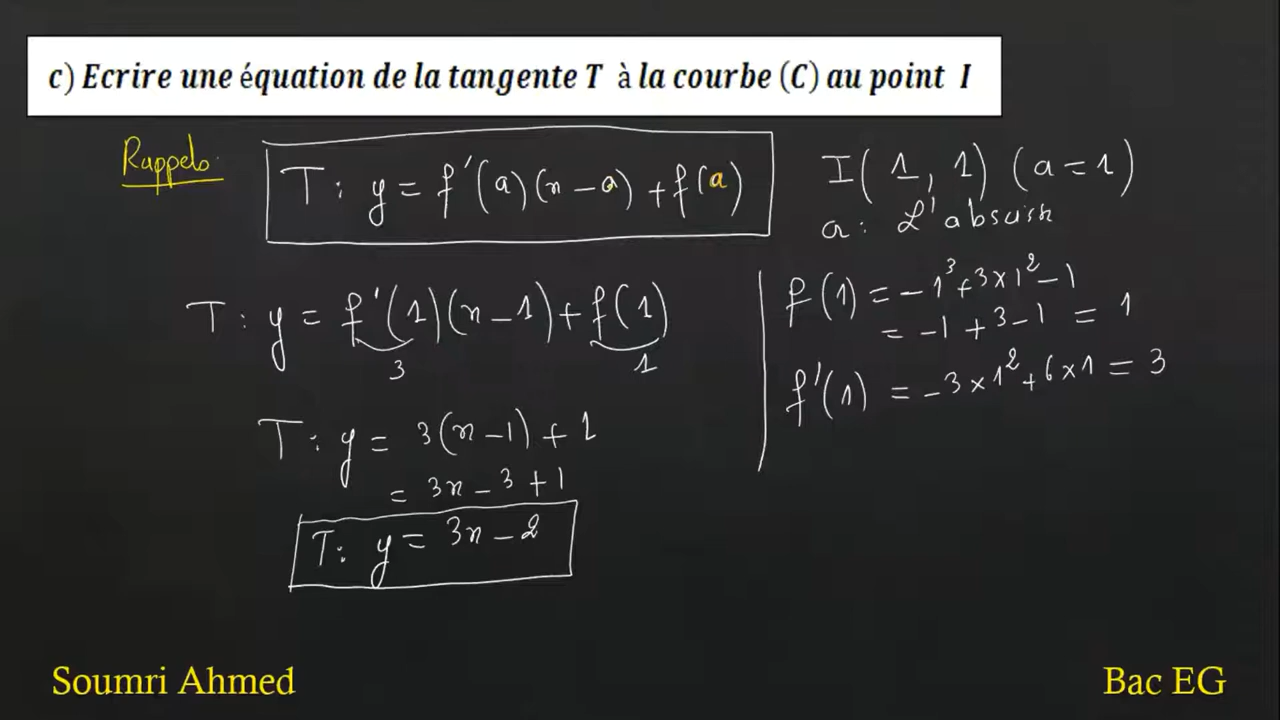 c) Ecrire une équation de la tangente T à la courbe (C) au point I
Rappels.
T: y = f'(a)(x - a) + f(a)
I(1, 1) (a = 1)
a: L'abscisse
T: y = f'(1)(x - 1) + f(1)
3 1
T: y = 3(x - 1) + 1
= 3x - 3 + 1
T: y = 3x - 2
f(1) = -1³ + 3×1² - 1
= -1 + 3 - 1 = 1
f'(1) = -3×1² + 6×1 = 3
Soumri Ahmed
Bac EG